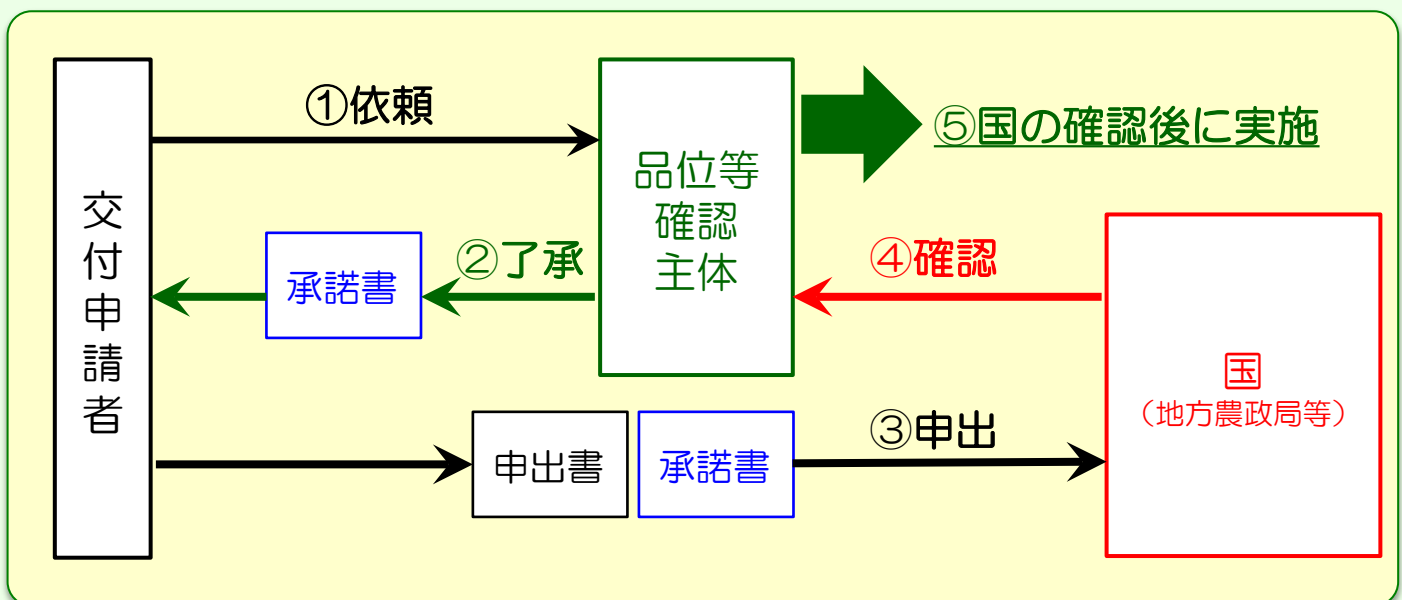 ①依頼
⑤国の確認後に実施
交付申請者
品位等
確認
主体
②了承
承諾書
④確認
国
（地方農政局等）
③申出
申出書
承諾書